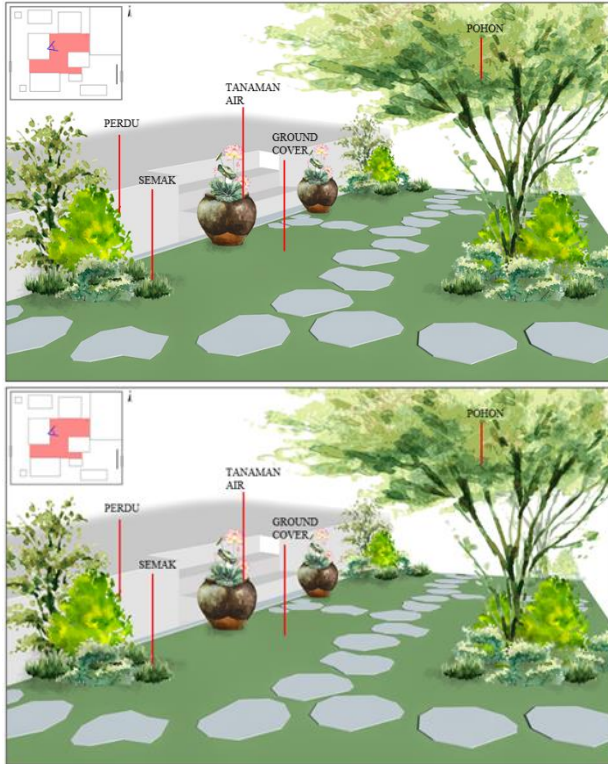 POHON
TANAMAN
AIR
PERDU
GROUND
COVER
SEMAK
POHON
TANAMAN
AIR
PERDU
GROUND
COVER
SEMAK